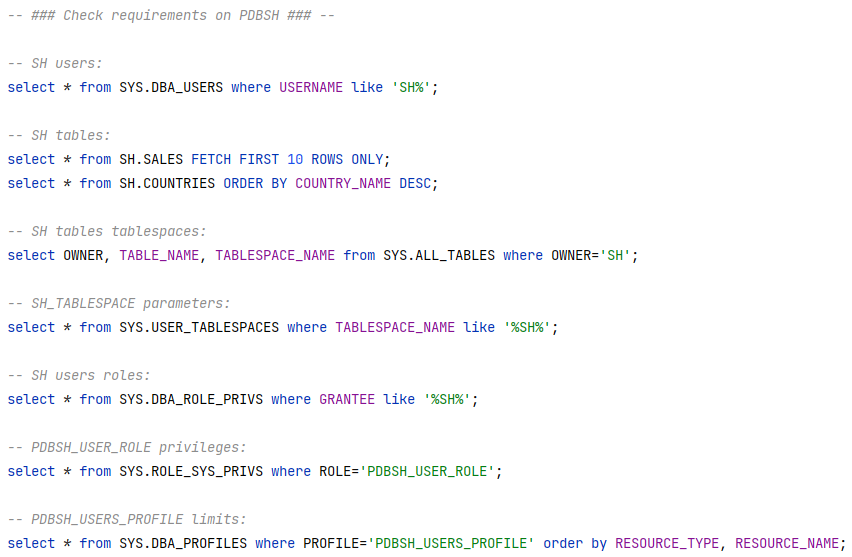 -- ### Check requirements on PDBSH ### --
-- SH users:
select * from SYS.DBA_USERS where USERNAME like 'SH%';
-- SH tables:
select * from SH.SALES FETCH FIRST 10 ROWS ONLY;
select * from SH.COUNTRIES ORDER BY COUNTRY_NAME DESC;
-- SH tables tablespaces:
select OWNER, TABLE_NAME, TABLESPACE_NAME from SYS.ALL_TABLES where OWNER='SH';
-- SH_TABLESPACE parameters:
select * from SYS.USER_TABLESPACES where TABLESPACE_NAME like '%SH%';
-- SH users roles:
select * from SYS.DBA_ROLE_PRIVS where GRANTEE like '%SH%';
-- PDBSH_USER_ROLE privileges:
select * from SYS.ROLE_SYS_PRIVS where ROLE='PDBSH_USER_ROLE';
-- PDBSH_USERS_PROFILE limits:
select * from SYS.DBA_PROFILES where PROFILE='PDBSH_USERS_PROFILE' order by RESOURCE_TYPE, RESOURCE_NAME;